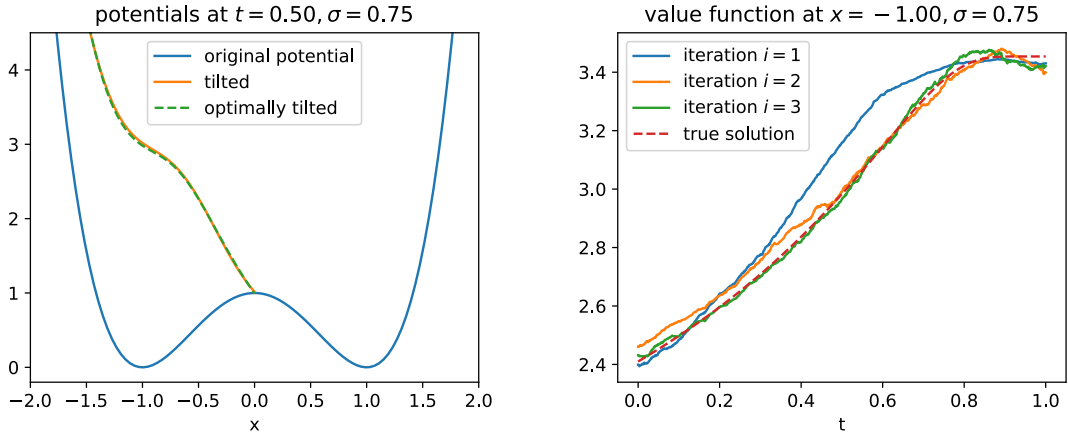 potentials at t = 0.50, σ = 0.75
original potential
tilted
optimally tilted
4
3
2
1
0
−2.0 −1.5 −1.0 −0.5 0.0 0.5 1.0 1.5 2.0
x
value function at x = − 1.00, σ = 0.75
iteration i = 1
iteration i = 2
iteration i = 3
true solution
3.4
3.2
3.0
2.8
2.6
2.4
0.0 0.2 0.4 0.6 0.8 1.0
t